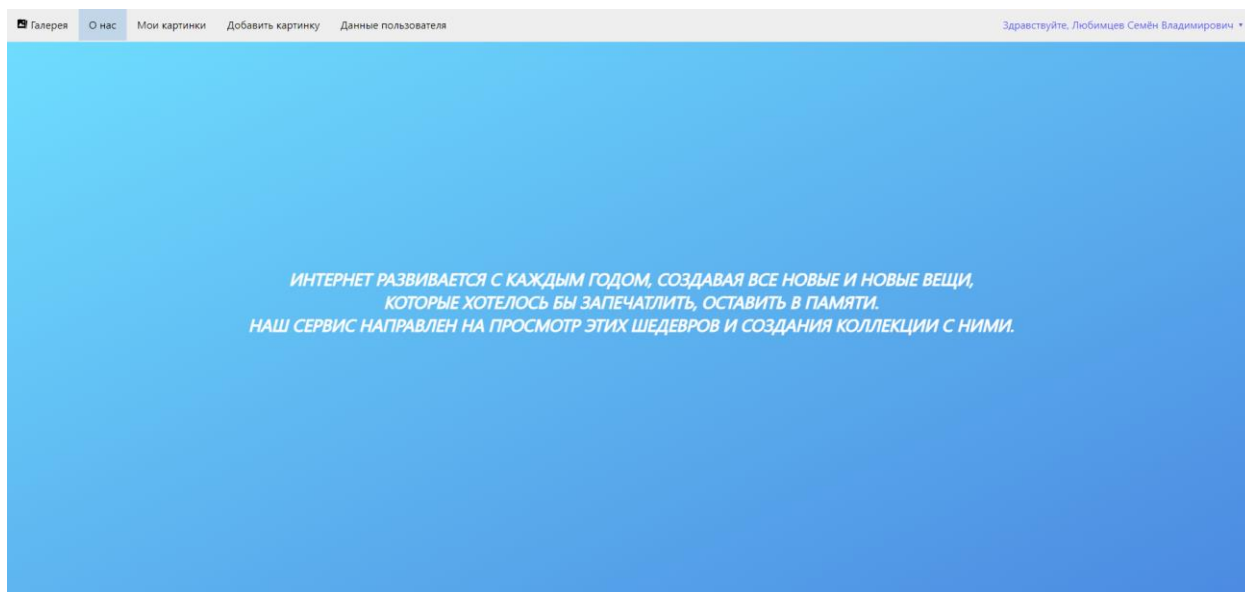 Галерея О нас Мои картинки Добавить картинку Данные пользователя Здравствуйте, Любимцев Семён Владимирович
ИНТЕРНЕТ РАЗВИВАЕТСЯ С КАЖДЫМ ГОДОМ, СОЗДАВАЯ ВСЕ НОВЫЕ И НОВЫЕ ВЕЩИ,
КОТОРЫЕ ХОТЕЛОСЬ БЫ ЗАПЕЧАТЛИТЬ, ОСТАВИТЬ В ПАМЯТИ.
НАШ СЕРВИС НАПРАВЛЕН НА ПРОСМОТР ЭТИХ ШЕДЕВРОВ И СОЗДАНИЯ КОЛЛЕКЦИИ С НИМИ.